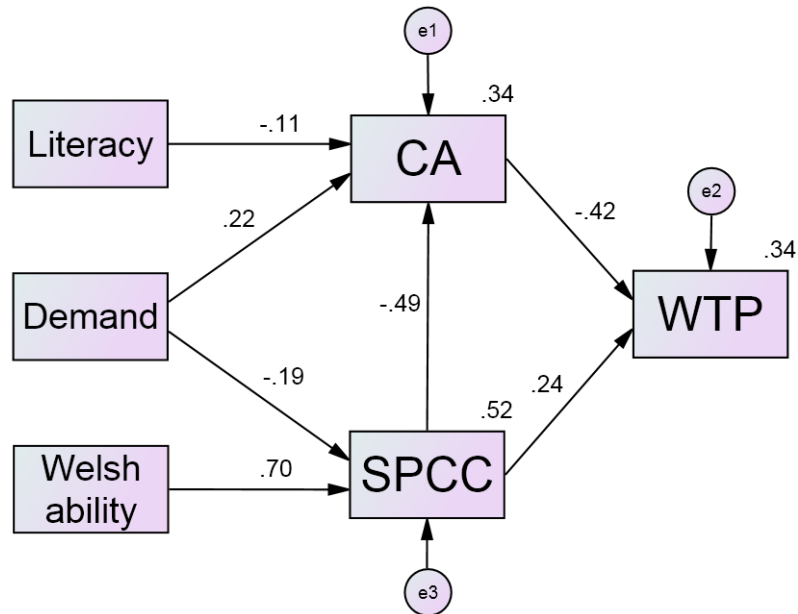 e1
.34
Literacy
-.11
CA
e2
.22
-.42
.34
Demand
-.49
WTP
-.19
.52
.24
Welsh
ability
.70
SPCC
e3